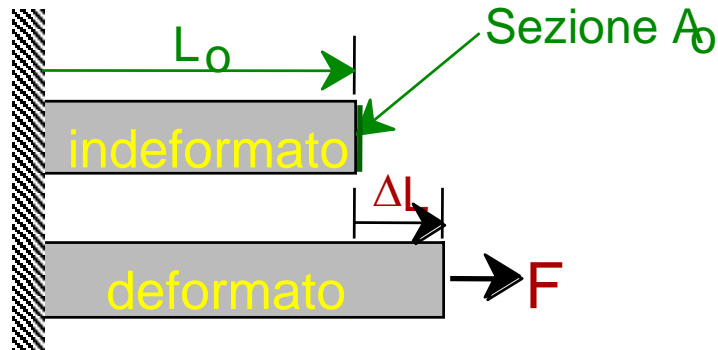 Sezione Ao
Lo
indeformato
ΔL
deformato
F